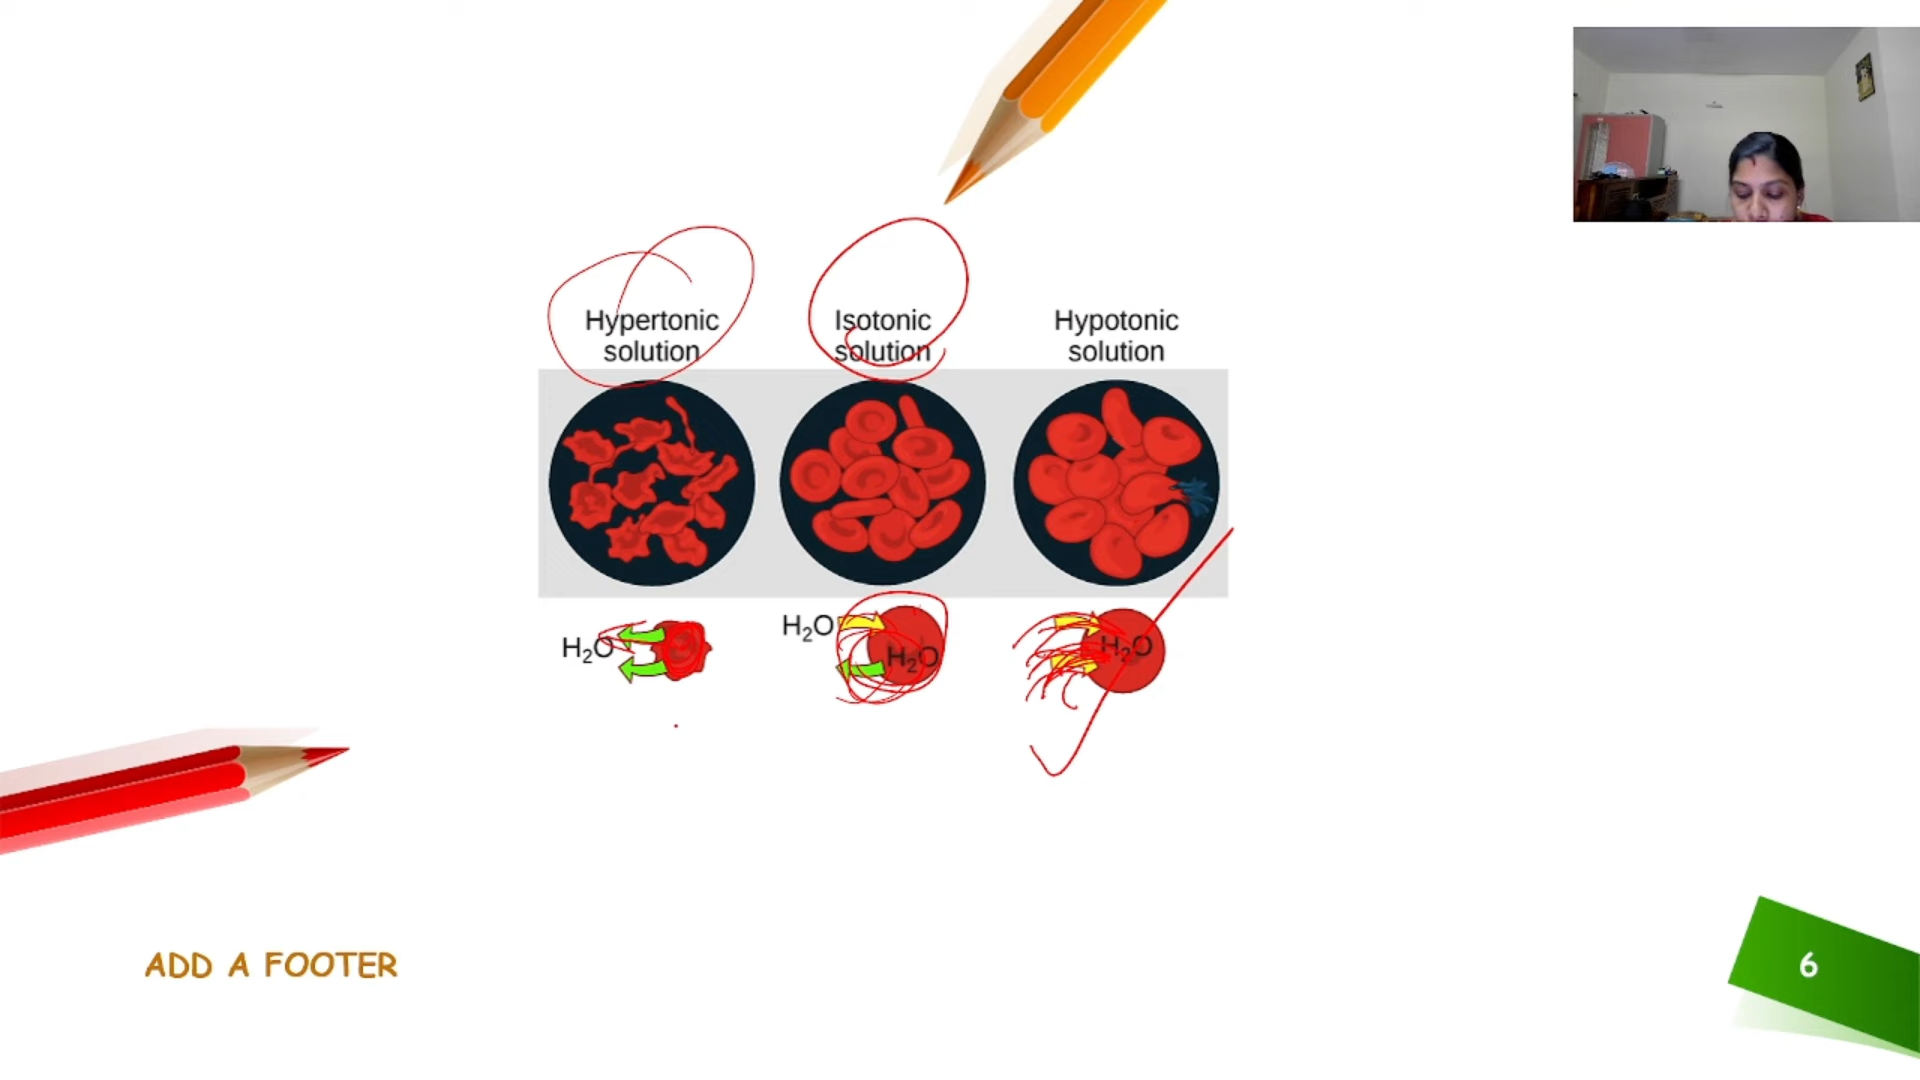 Hypertonic
solution
Isotonic
solution
Hypotonic
solution
H₂O
H₂O
H₂O
H₂O
ADD A FOOTER
6